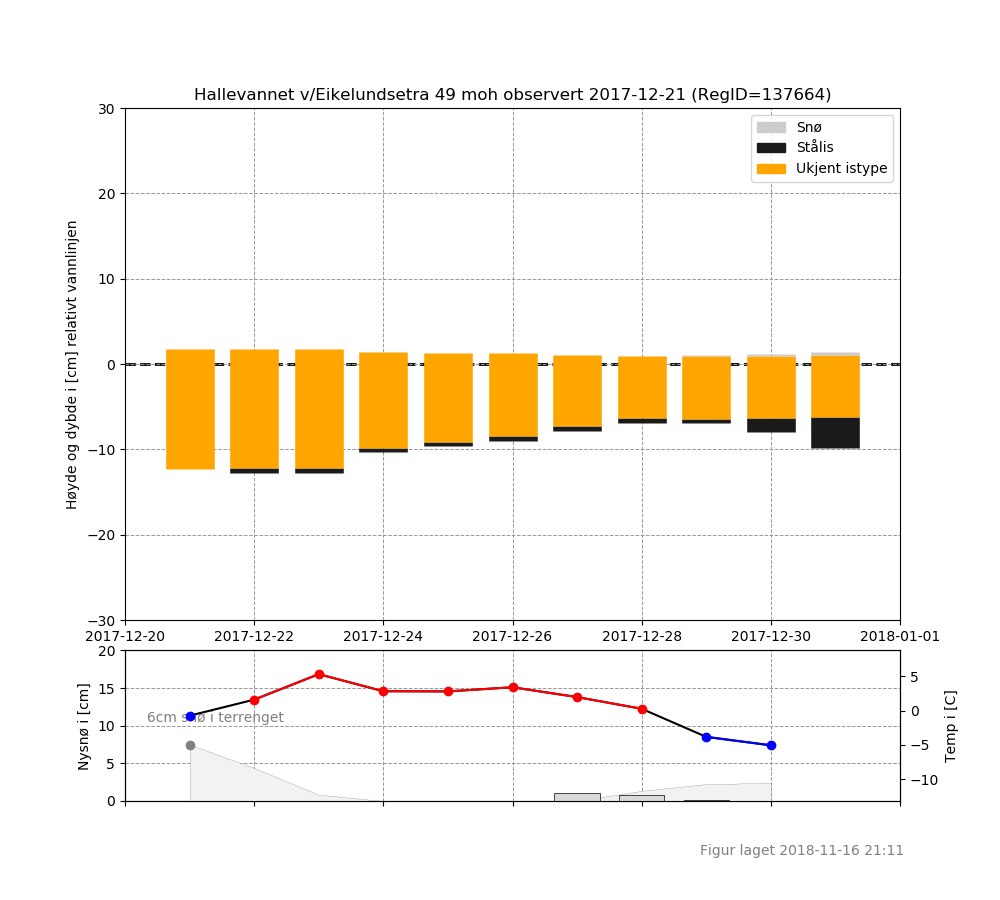 Hallevannet v/Eikelundsetra 49 moh observert 2017-12-21 (RegID=137664)
Snø
Stålis
Ukjent istype
Høyde og dybde i [cm] relativt vannlinjen
30
20
10
0
−10
−20
−30
2017-12-20 2017-12-22 2017-12-24 2017-12-26 2017-12-28 2017-12-30 2018-01-01
Nysnø i [cm]
20
15
10
5
0
6cm snø i terrenget
5
0
−5
−10
Temp i [C]
Figur laget 2018-11-16 21:11